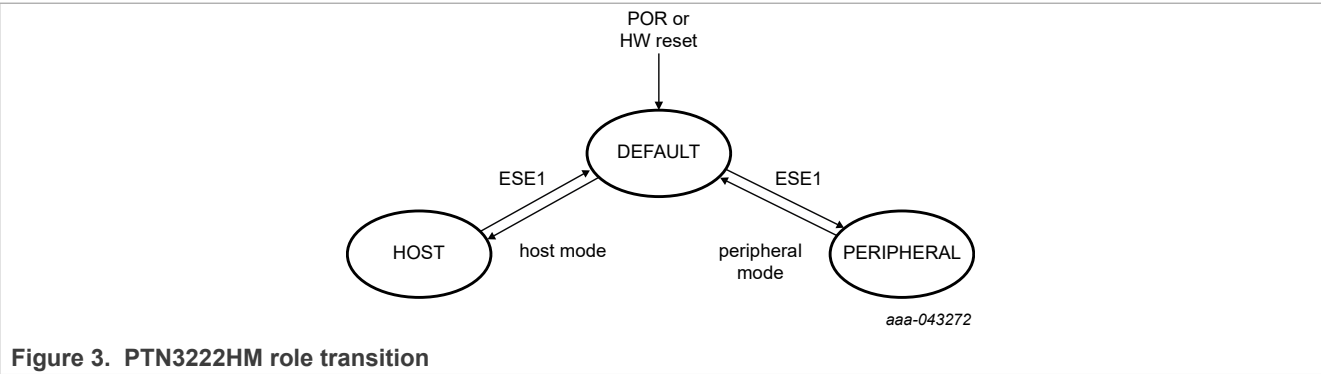 POR or
HW reset
DEFAULT
ESE1
ESE1
HOST
host mode
peripheral
mode
PERIPHERAL
aaa-043272
Figure 3. PTN3222HM role transition